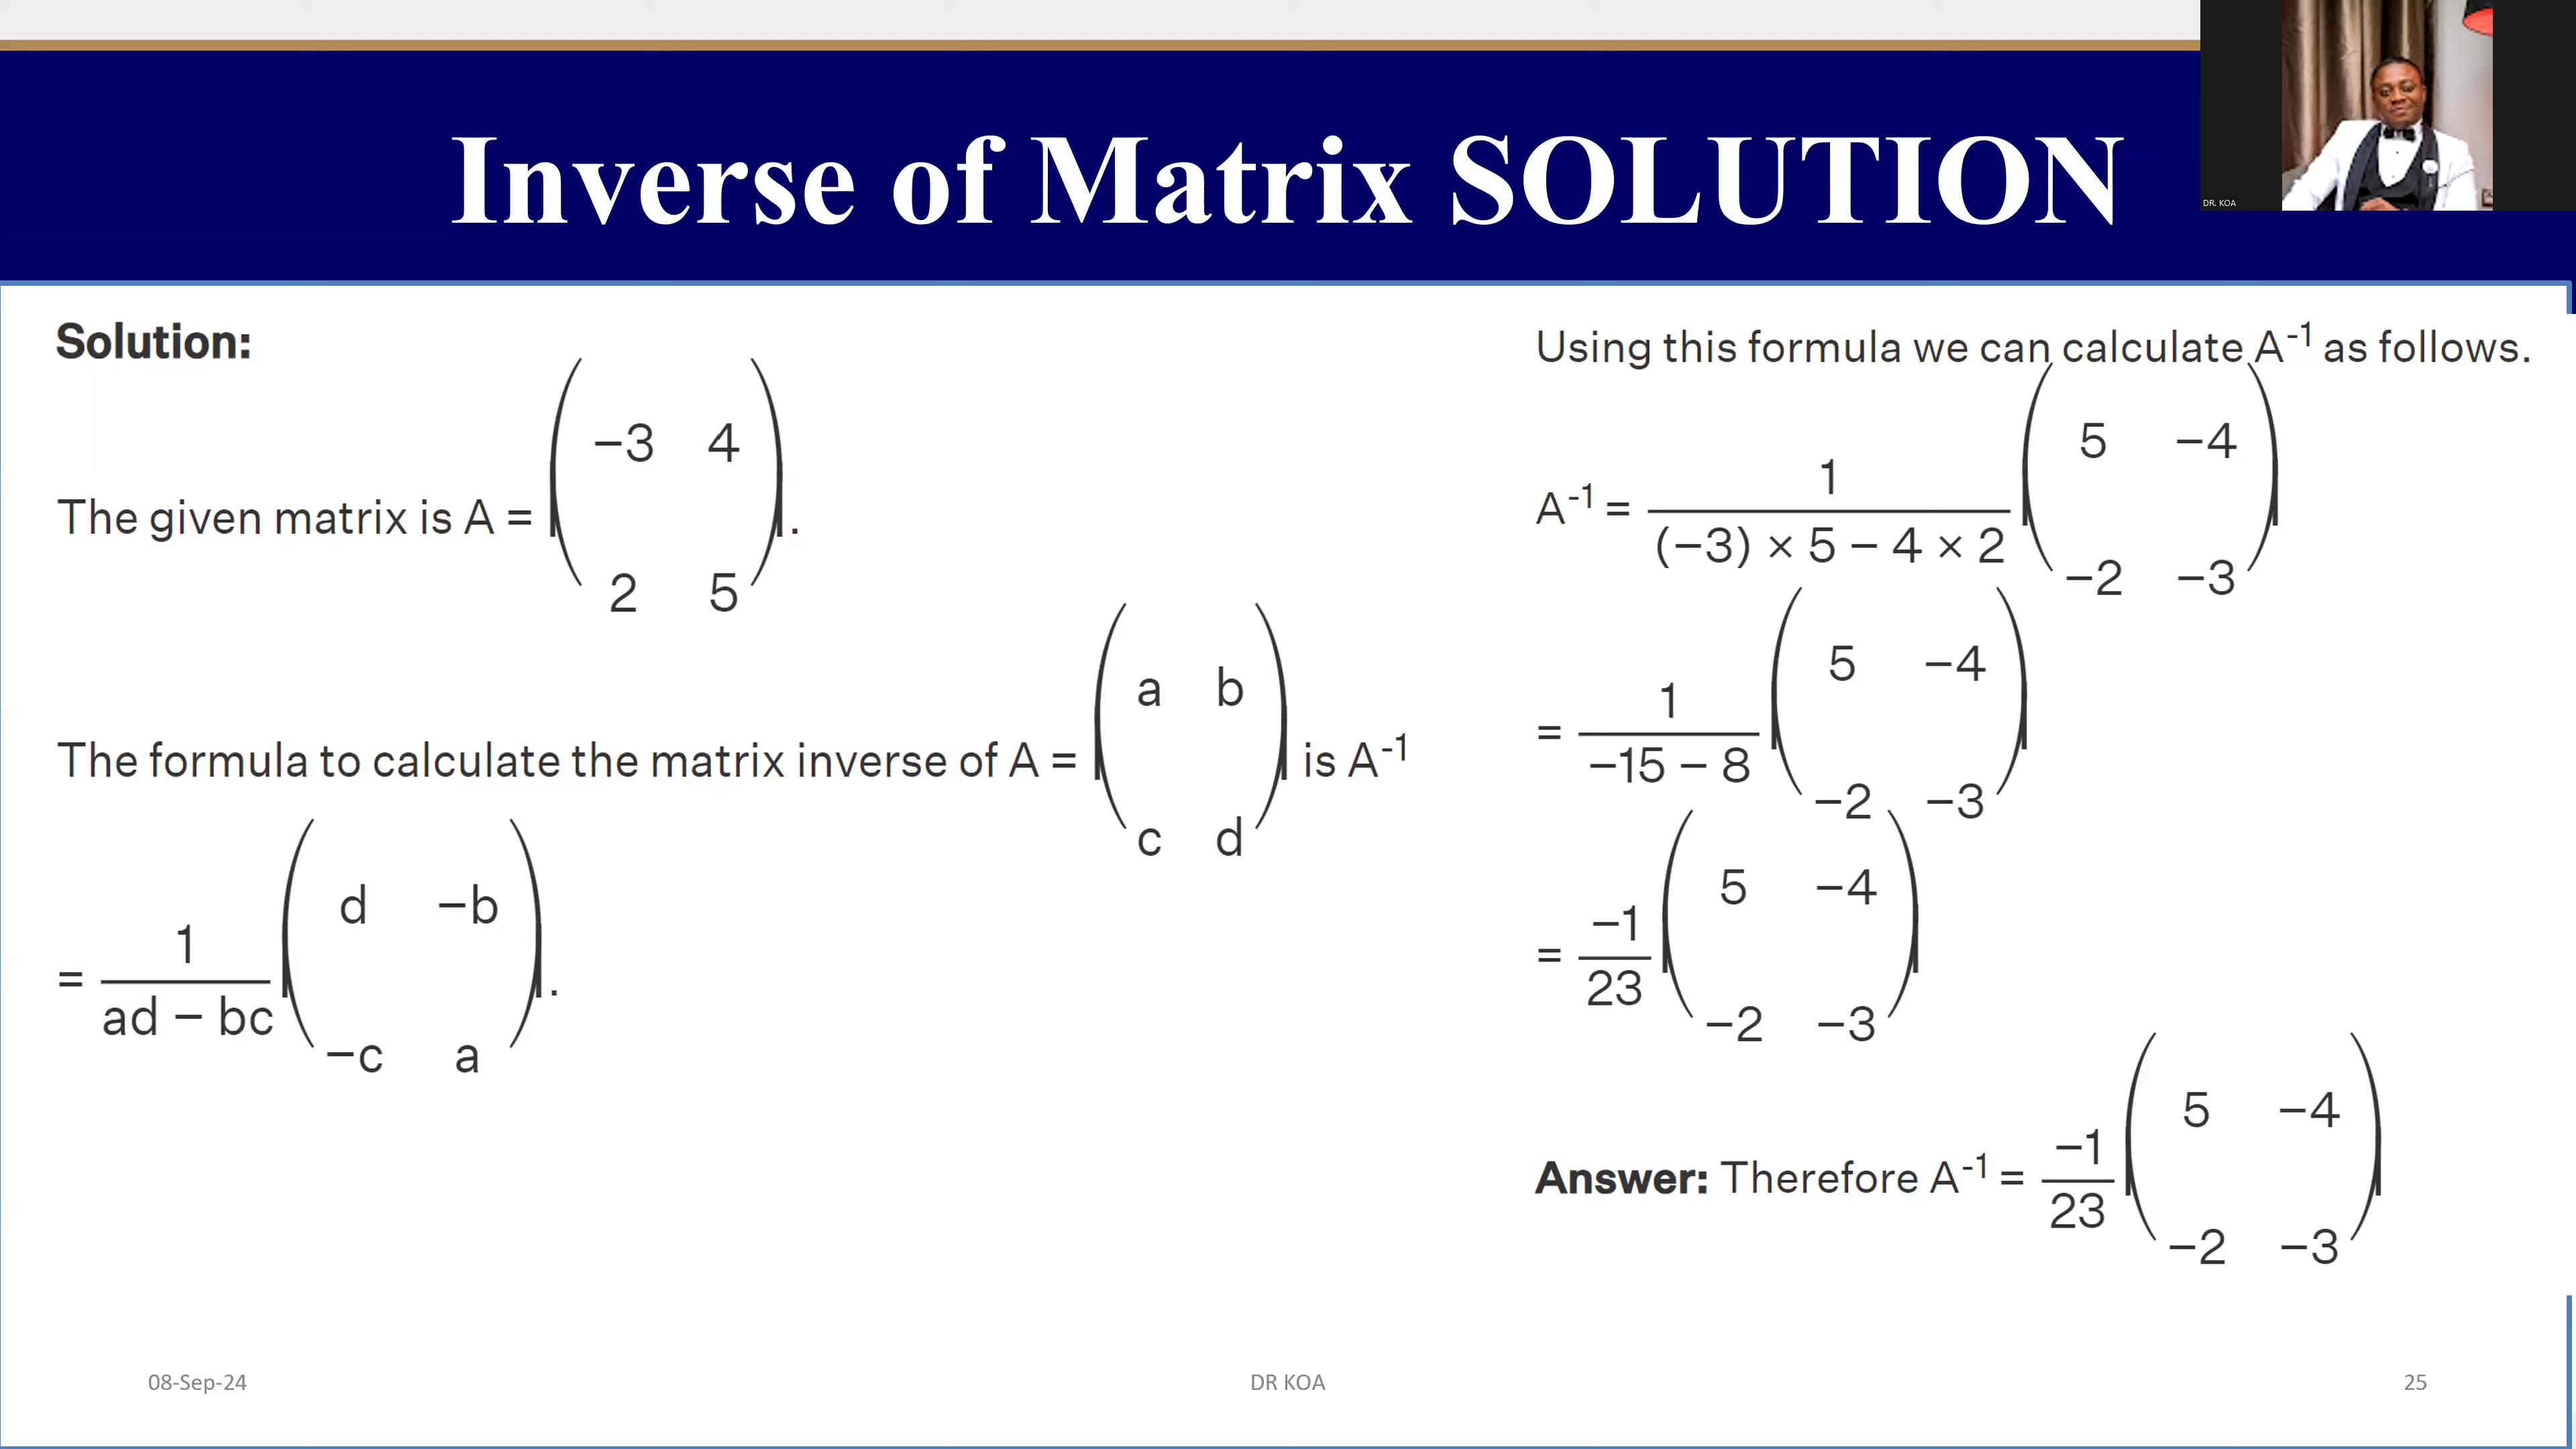 Inverse of Matrix SOLUTION
DR. KOA
Solution:
The given matrix is A = ( −3 4
2 5 ).
The formula to calculate the matrix inverse of A = ( a b
c d ) is A⁻¹
= 1 / (ad − bc) ( d −b
−c a ).
Using this formula we can calculate A⁻¹ as follows.
A⁻¹ = 1 / ((−3) × 5 − 4 × 2) ( 5 −4
−2 −3 )
= 1 / (−15 − 8) ( 5 −4
−2 −3 )
= −1 / 23 ( 5 −4
−2 −3 )
Answer: Therefore A⁻¹ = −1 / 23 ( 5 −4
−2 −3 )
08-Sep-24
DR KOA
25